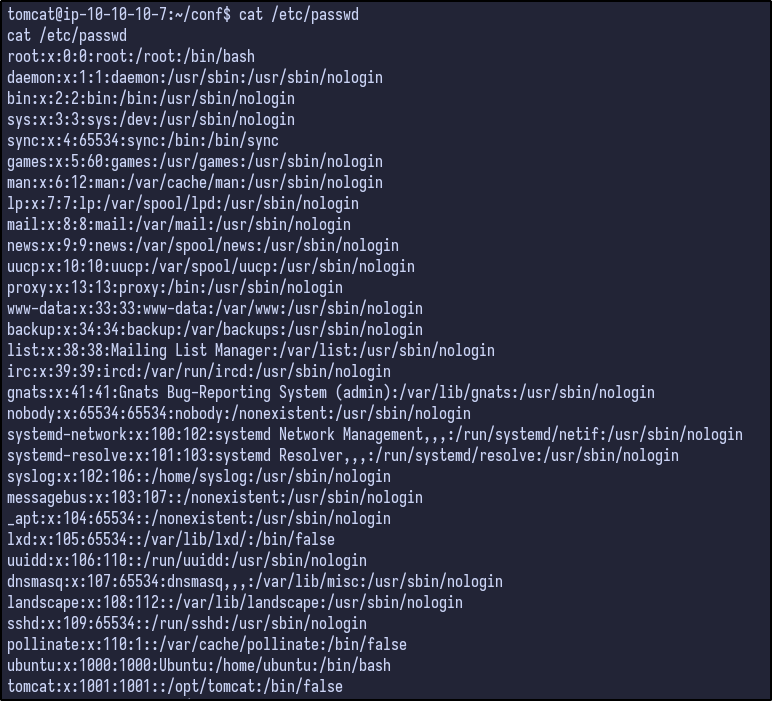 tomcat@ip-10-10-10-7:~/conf$ cat /etc/passwd
cat /etc/passwd
root:x:0:0:root:/root:/bin/bash
daemon:x:1:1:daemon:/usr/sbin:/usr/sbin/nologin
bin:x:2:2:bin:/bin:/usr/sbin/nologin
sys:x:3:3:sys:/dev:/usr/sbin/nologin
sync:x:4:65534:sync:/bin:/bin/sync
games:x:5:60:games:/usr/games:/usr/sbin/nologin
man:x:6:12:man:/var/cache/man:/usr/sbin/nologin
lp:x:7:7:lp:/var/spool/lpd:/usr/sbin/nologin
mail:x:8:8:mail:/var/mail:/usr/sbin/nologin
news:x:9:9:news:/var/spool/news:/usr/sbin/nologin
uucp:x:10:10:uucp:/var/spool/uucp:/usr/sbin/nologin
proxy:x:13:13:proxy:/bin:/usr/sbin/nologin
www-data:x:33:33:www-data:/var/www:/usr/sbin/nologin
backup:x:34:34:backup:/var/backups:/usr/sbin/nologin
list:x:38:38:Mailing List Manager:/var/list:/usr/sbin/nologin
irc:x:39:39:ircd:/var/run/ircd:/usr/sbin/nologin
gnats:x:41:41:Gnats Bug-Reporting System (admin):/var/lib/gnats:/usr/sbin/nologin
nobody:x:65534:65534:nobody:/nonexistent:/usr/sbin/nologin
systemd-network:x:100:102:systemd Network Management,,,:/run/systemd/netif:/usr/sbin/nologin
systemd-resolve:x:101:103:systemd Resolver,,,:/run/systemd/resolve:/usr/sbin/nologin
syslog:x:102:106::/home/syslog:/usr/sbin/nologin
messagebus:x:103:107::/nonexistent:/usr/sbin/nologin
_apt:x:104:65534::/nonexistent:/usr/sbin/nologin
lxd:x:105:65534::/var/lib/lxd/:/bin/false
uuidd:x:106:110::/run/uuidd:/usr/sbin/nologin
dnsmasq:x:107:65534:dnsmasq,,,:/var/lib/misc:/usr/sbin/nologin
landscape:x:108:112::/var/lib/landscape:/usr/sbin/nologin
sshd:x:109:65534::/run/sshd:/usr/sbin/nologin
pollinate:x:110:1::/var/cache/pollinate:/bin/false
ubuntu:x:1000:1000:Ubuntu:/home/ubuntu:/bin/bash
tomcat:x:1001:1001::/opt/tomcat:/bin/false